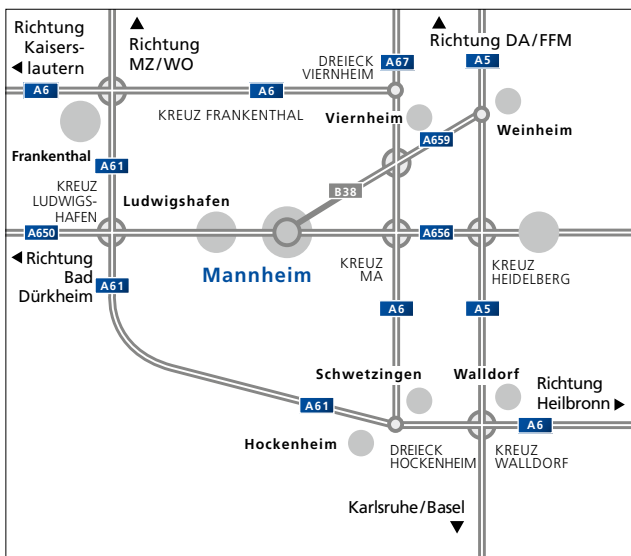 Richtung
Kaisers-
lautern
Richtung
MZ/WO
DREIECK
VIERNHEIM
A67
Richtung DA/FFM
A5
A6
A6
KREUZ FRANKENTHAL
Viernheim
Weinheim
A659
Frankenthal
A61
KREUZ
LUDWIGS-
HAFEN
Ludwigshafen
B38
A650
A656
Richtung
Bad
Dürkheim
A61
Mannheim
KREUZ
MA
KREUZ
HEIDELBERG
A6
A5
Schwetzingen
Walldorf
Richtung
Heilbronn
A61
A6
Hockenheim
DREIECK
HOCKENHEIM
KREUZ
WALLDORF
Karlsruhe/Basel